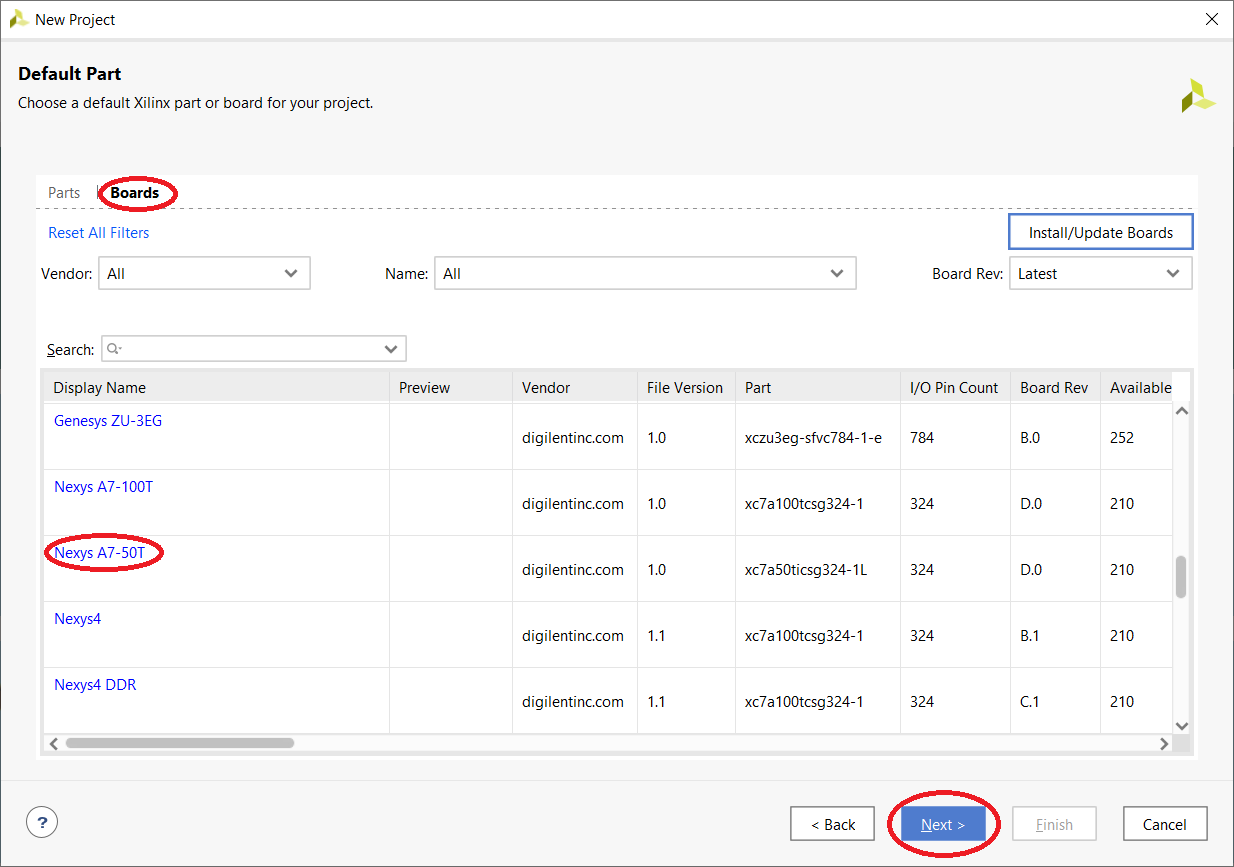 New Project
Default Part
Choose a default Xilinx part or board for your project.
Parts | Boards
Reset All Filters
Install/Update Boards
Vendor: All Name: All Board Rev: Latest
Search:
Display Name Preview Vendor File Version Part I/O Pin Count Board Rev Available
Genesys ZU-3EG
digilentinc.com 1.0 xczu3eg-sfvc784-1-e 784 B.0 252
Nexys A7-100T
digilentinc.com 1.0 xc7a100tcsg324-1 324 D.0 210
Nexys A7-50T
digilentinc.com 1.0 xc7a50ticsg324-1L 324 D.0 210
Nexys4
digilentinc.com 1.1 xc7a100tcsg324-1 324 B.1 210
Nexys4 DDR
digilentinc.com 1.1 xc7a100tcsg324-1 324 C.1 210
? < Back Next > Finish Cancel